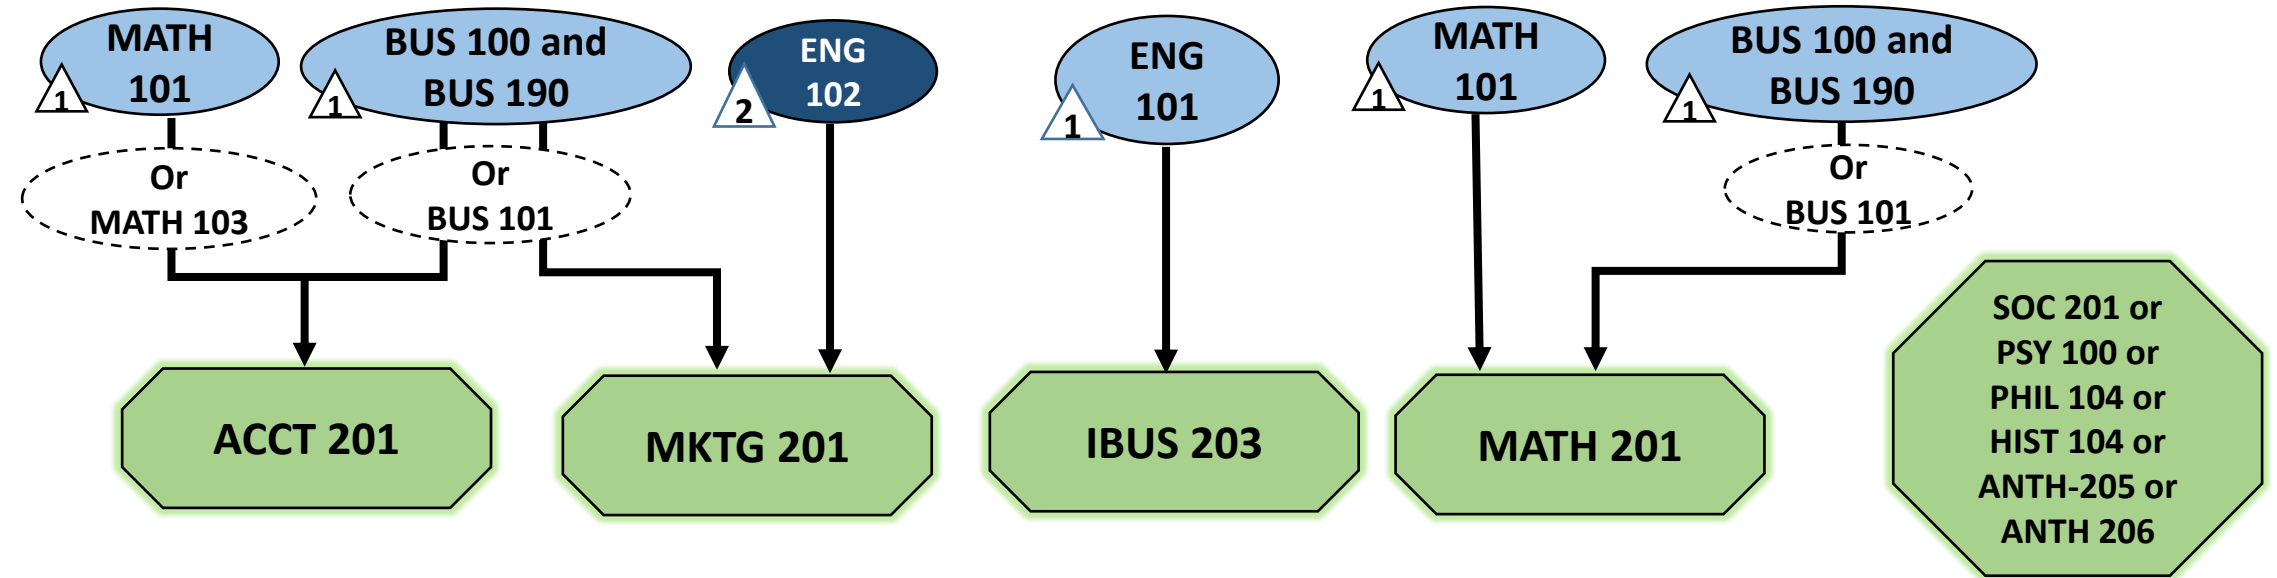 MATH
101
1
BUS 100 and
BUS 190
1
ENG
102
2
ENG
101
1
MATH
101
1
BUS 100 and
BUS 190
1
Or
MATH 103
Or
BUS 101
Or
BUS 101
ACCT 201
MKTG 201
IBUS 203
MATH 201
SOC 201 or
PSY 100 or
PHIL 104 or
HIST 104 or
ANTH-205 or
ANTH 206